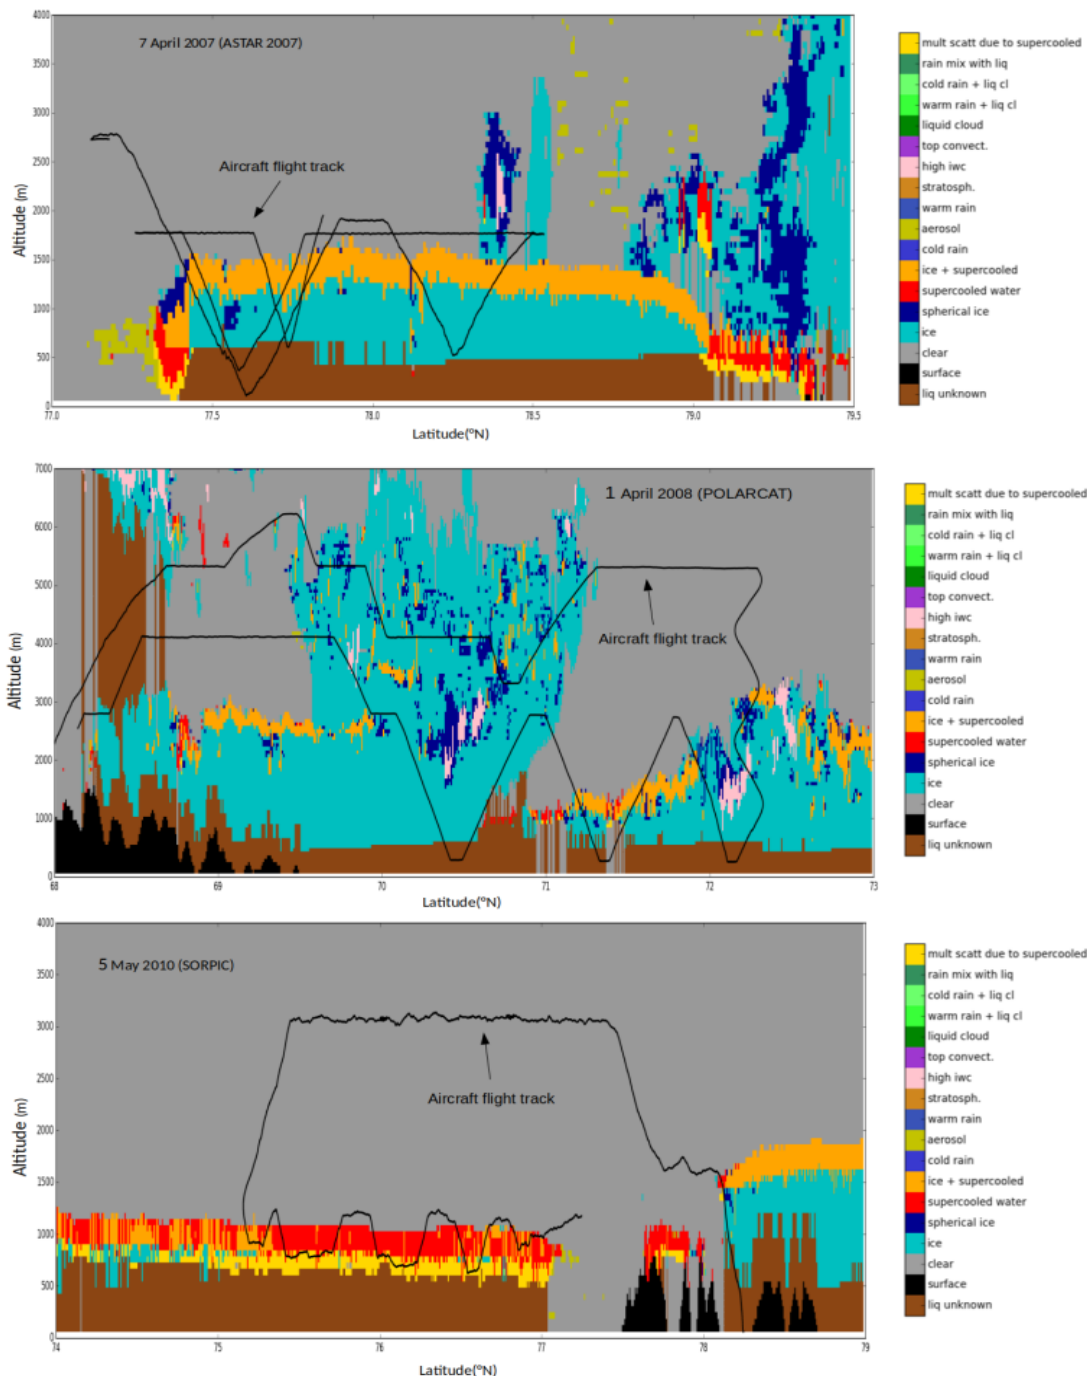 4000
7 April 2007 (ASTAR 2007)
3500
3000
2500
2000
1500
1000
500
0
Altitude (m)
Aircraft flight track
77.0
77.5
78.0
78.5
79.0
79.5
Latitude(°N)
mult scatt due to supercooled
rain mix with liq
cold rain + liq cl
warm rain + liq cl
liquid cloud
top convect.
high iwc
stratosph.
warm rain
aerosol
cold rain
ice + supercooled
supercooled water
spherical ice
ice
clear
surface
liq unknown
7000
1 April 2008 (POLARCAT)
6000
5000
4000
3000
2000
1000
0
Altitude (m)
Aircraft flight track
68
69
70
71
72
73
Latitude(°N)
mult scatt due to supercooled
rain mix with liq
cold rain + liq cl
warm rain + liq cl
liquid cloud
top convect.
high iwc
stratosph.
warm rain
aerosol
cold rain
ice + supercooled
supercooled water
spherical ice
ice
clear
surface
liq unknown
4000
5 May 2010 (SORPIC)
3500
3000
2500
2000
1500
1000
500
0
Altitude (m)
Aircraft flight track
74
75
76
77
78
79
Latitude(°N)
mult scatt due to supercooled
rain mix with liq
cold rain + liq cl
warm rain + liq cl
liquid cloud
top convect.
high iwc
stratosph.
warm rain
aerosol
cold rain
ice + supercooled
supercooled water
spherical ice
ice
clear
surface
liq unknown